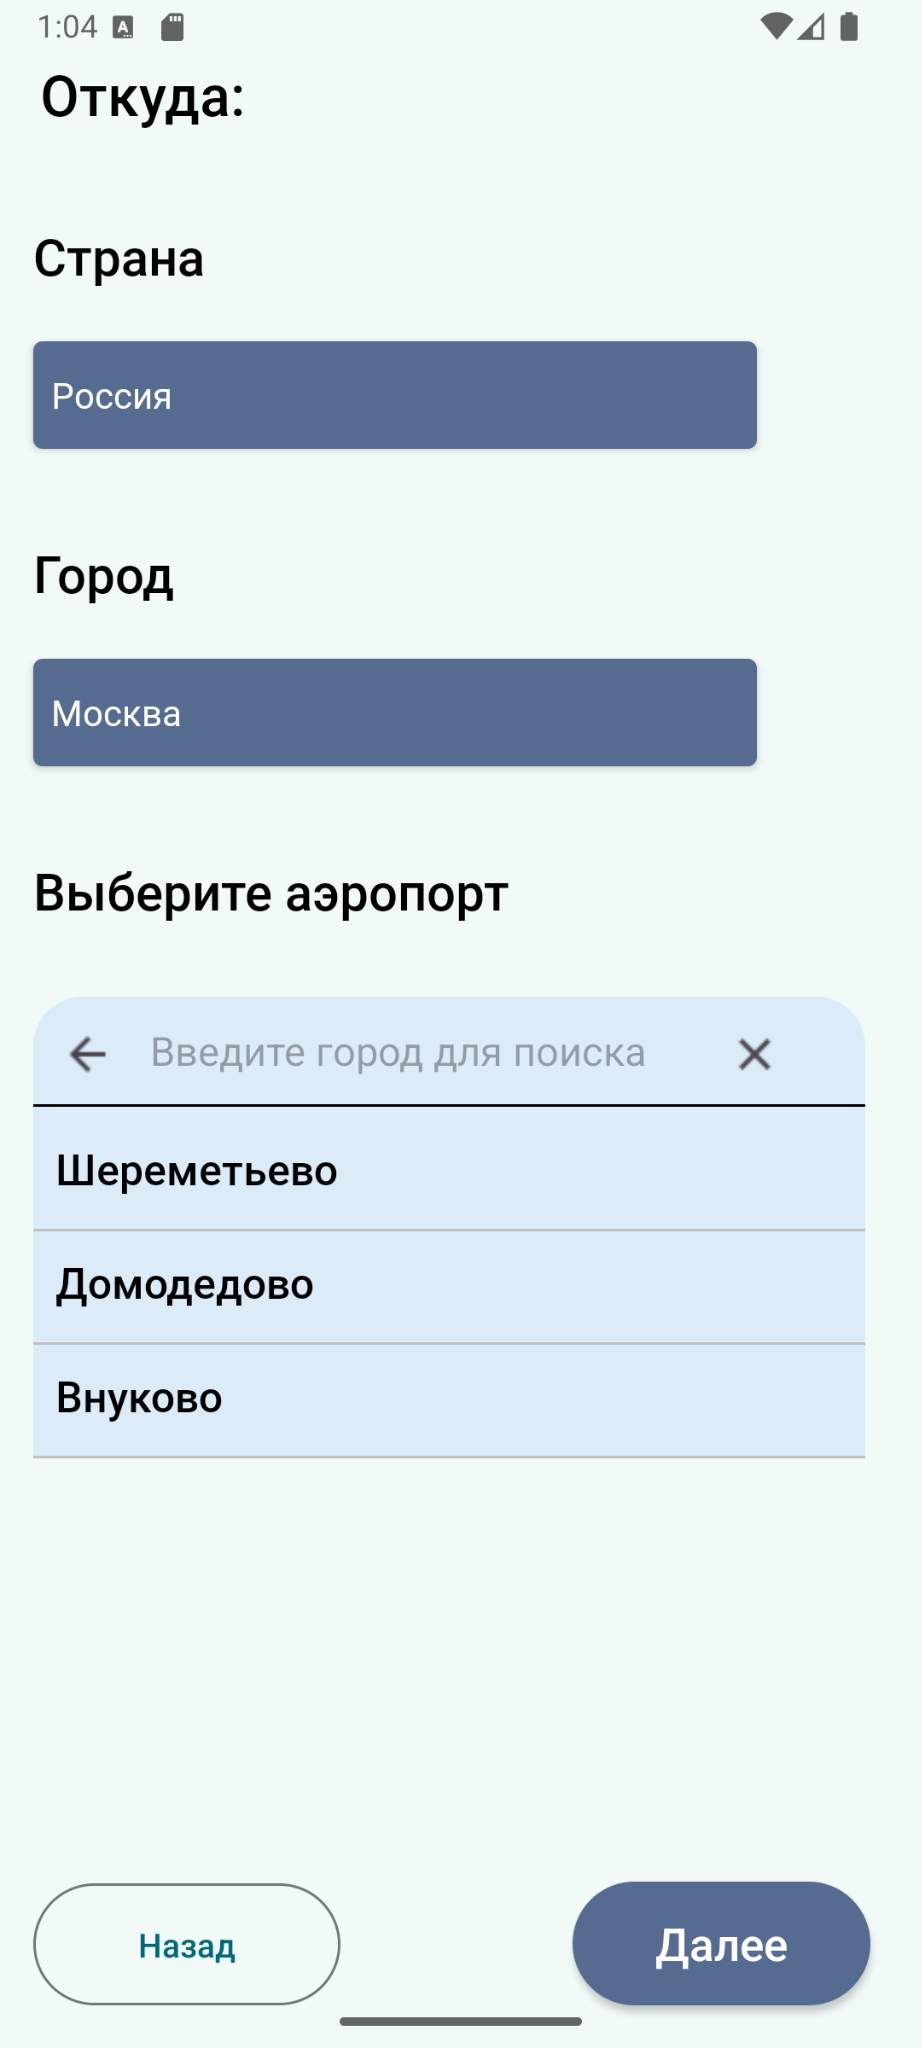 1:04
Откуда:
Страна
Россия
Город
Москва
Выберите аэропорт
Введите город для поиска
Шереметьево
Домодедово
Внуково
Назад
Далее